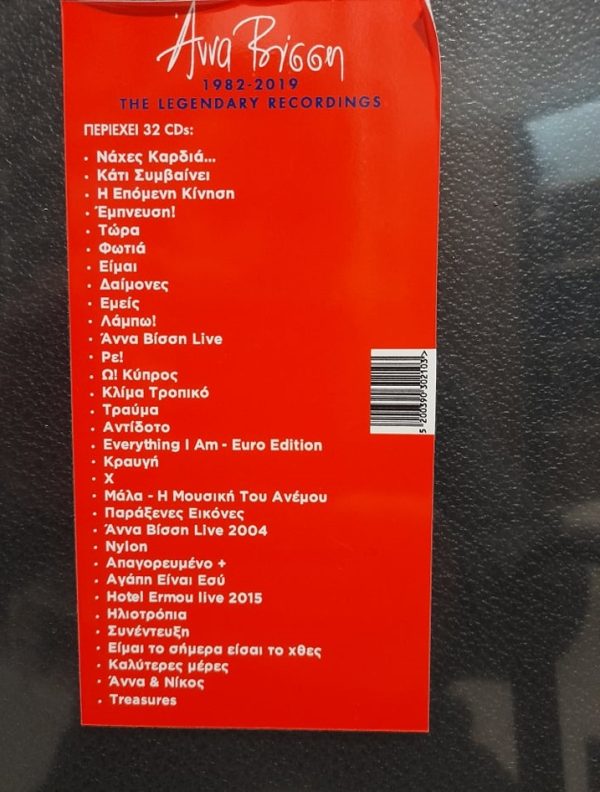 Άννα Βίσση
1982-2019
THE LEGENDARY RECORDINGS
ΠΕΡΙΕΧΕΙ 32 CDs:
• Νάχες Καρδιά...
• Κάτι Συμβαίνει
• Η Επόμενη Κίνηση
• Έμπνευση!
• Τώρα
• Φωτιά
• Είμαι
• Δαίμονες
• Εμείς
• Λάμπω!
• Άννα Βίσση Live
• Ρε!
• Ω! Κύπρος
• Κλίμα Τροπικό
• Τραύμα
• Αντίδοτο
• Everything I Am - Euro Edition
• Κραυγή
• X
• Μάλα - Η Μουσική Του Ανέμου
• Παράξενες Εικόνες
• Άννα Βίσση Live 2004
• Nylon
• Απαγορευμένο +
• Αγάπη Είναι Εσύ
• Hotel Ermou live 2015
• Ηλιοτρόπια
• Συνέντευξη
• Είμαι το σήμερα είσαι το χθες
• Καλύτερες μέρες
• Άννα & Νίκος
• Treasures
5 200390 302103>